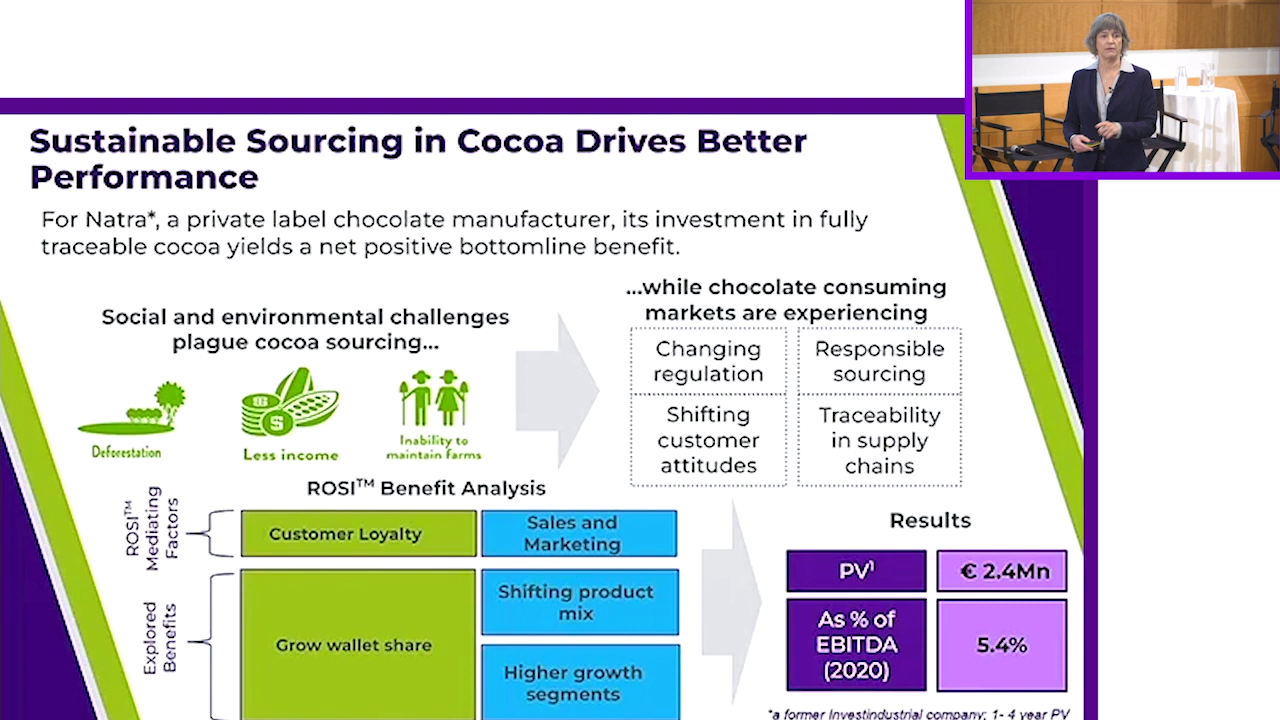 Sustainable Sourcing in Cocoa Drives Better
Performance
For Natra*, a private label chocolate manufacturer, its investment in fully
traceable cocoa yields a net positive bottomline benefit.
Social and environmental challenges
plague cocoa sourcing...
Deforestation
Less income
Inability to
maintain farms
...while chocolate consuming
markets are experiencing
Changing
regulation
Responsible
sourcing
Shifting
customer
attitudes
Traceability
in supply
chains
ROSI™ Benefit Analysis
ROSI™
Mediating
Factors
Customer Loyalty
Sales and
Marketing
Explored
Benefits
Grow wallet share
Shifting product
mix
Higher growth
segments
Results
PV¹
€ 2.4Mn
As % of
EBITDA
(2020)
5.4%
*a former Investindustrial company; 1- 4 year PV